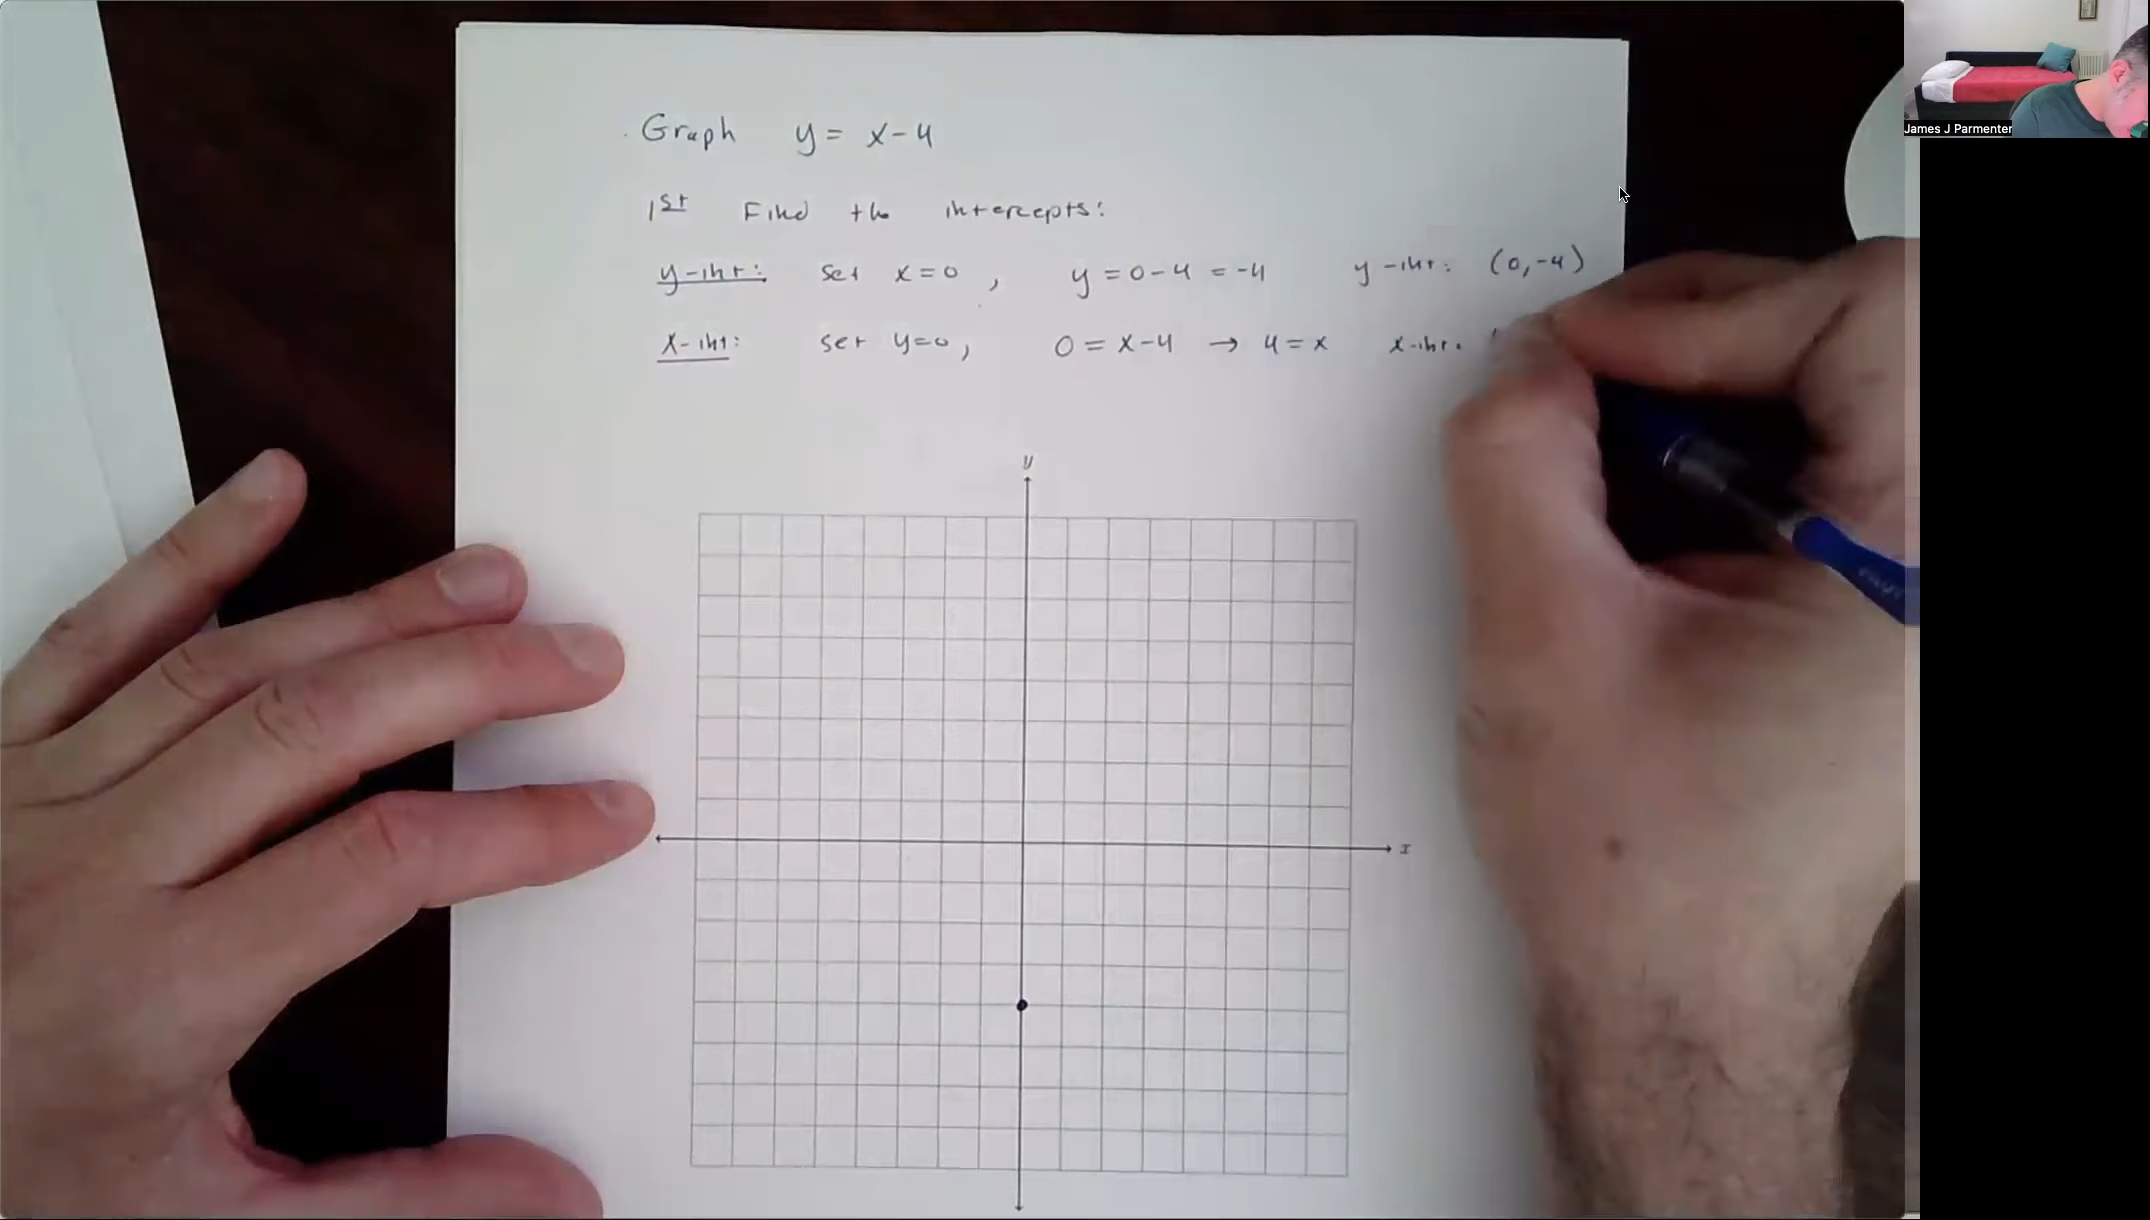 Graph y = x-4
1st Find the intercepts:
y-int: set x=0, y=0-4 = -4 y-int: (0,-4)
x-int: set y=0, 0=x-4 → 4=x x-int: (
y
x
James J Parmenter